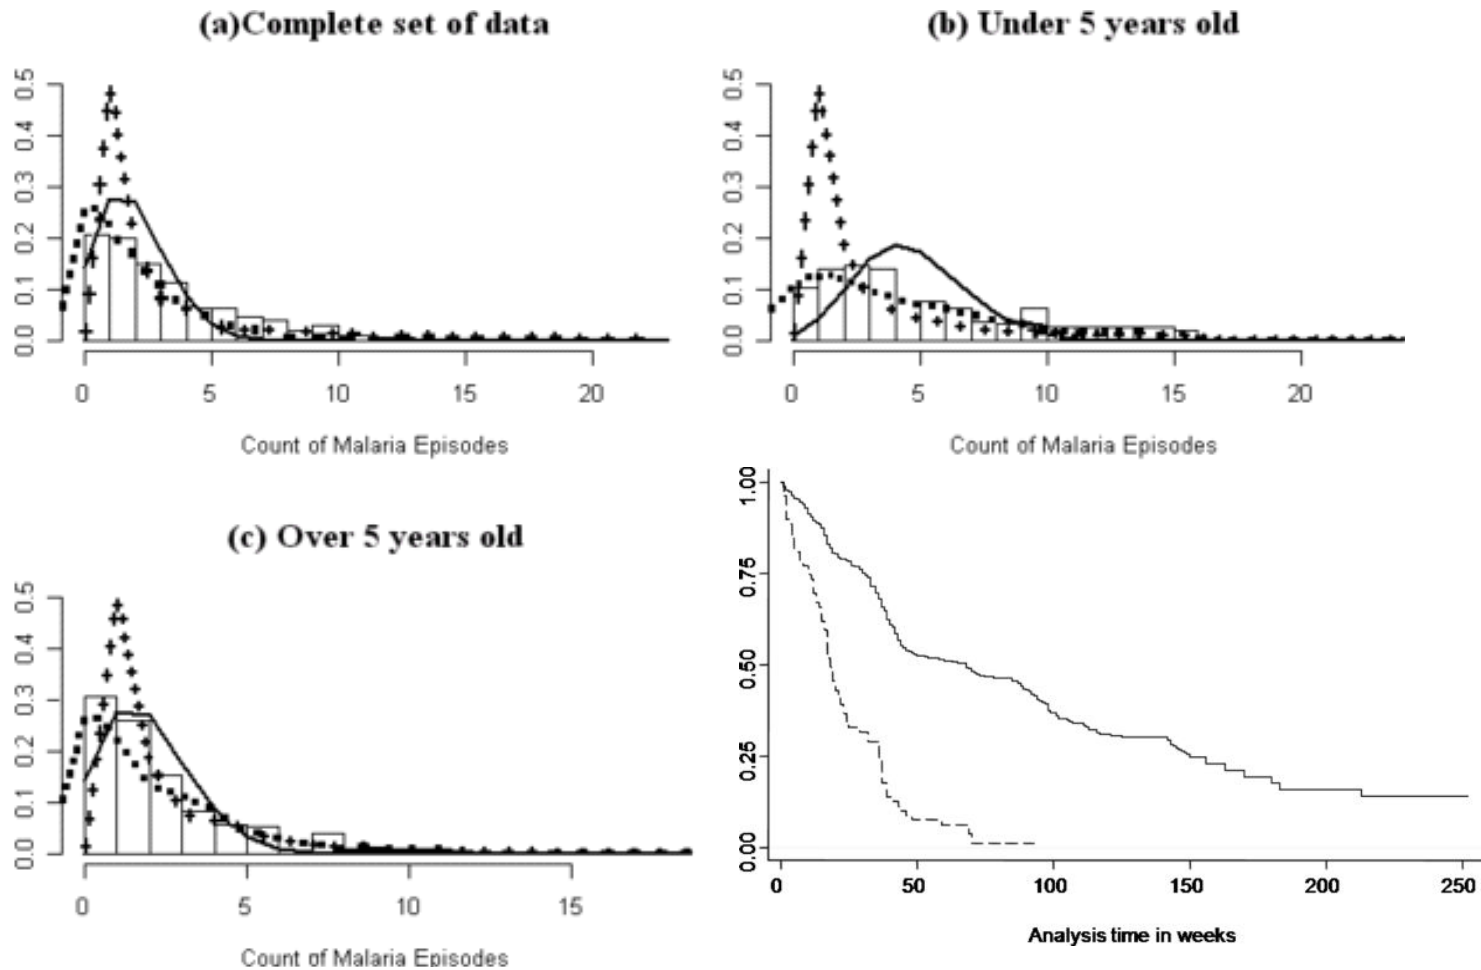 (a)Complete set of data
0.5
0.4
0.3
0.2
0.1
0.0
0 5 10 15 20
Count of Malaria Episodes
(b) Under 5 years old
0.5
0.4
0.3
0.2
0.1
0.0
0 5 10 15 20
Count of Malaria Episodes
(c) Over 5 years old
0.5
0.4
0.3
0.2
0.1
0.0
0 5 10 15
Count of Malaria Episodes
1.00
0.75
0.50
0.25
0.00
0 50 100 150 200 250
Analysis time in weeks